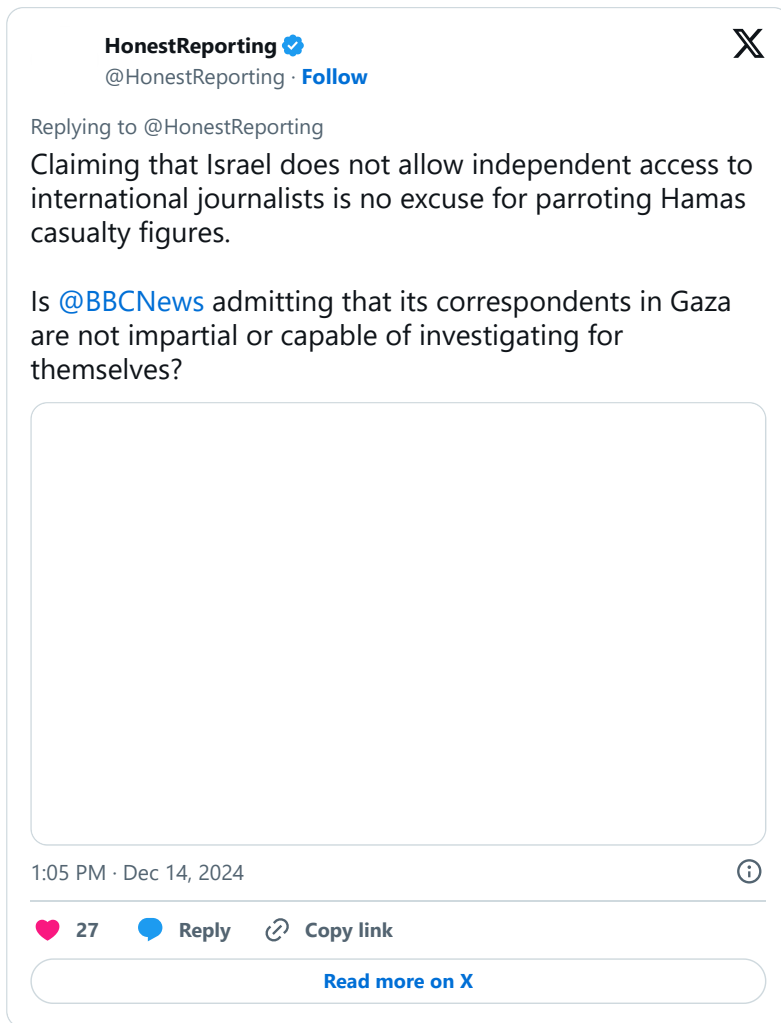 HonestReporting
@HonestReporting · Follow
Replying to @HonestReporting
Claiming that Israel does not allow independent access to
international journalists is no excuse for parroting Hamas
casualty figures.
Is @BBCNews admitting that its correspondents in Gaza
are not impartial or capable of investigating for
themselves?
1:05 PM · Dec 14, 2024
27 Reply Copy link
Read more on X